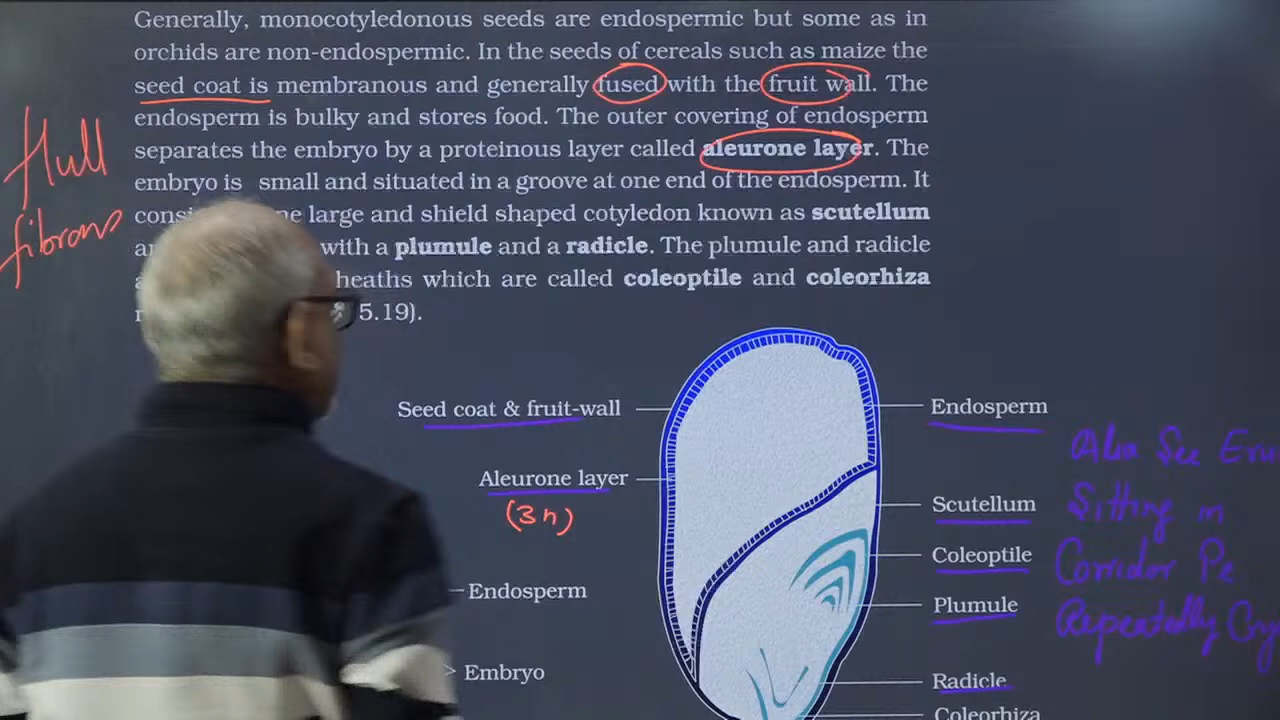 Generally, monocotyledonous seeds are endospermic but some as in
orchids are non-endospermic. In the seeds of cereals such as maize the
seed coat is membranous and generally fused with the fruit wall. The
endosperm is bulky and stores food. The outer covering of endosperm
separates the embryo by a proteinous layer called aleurone layer. The
embryo is small and situated in a groove at one end of the endosperm. It
large and shield shaped cotyledon known as scutellum
with a plumule and a radicle. The plumule and radicle
which are called coleoptile and coleorhiza
5.19).
Seed coat & fruit-wall
Aleurone layer
(3n)
Endosperm
Embryo
Endosperm
Scutellum
Coleoptile
Plumule
Radicle
Coleorhiza
Also See
Sitting in
Corridor Pe
Repeatedly